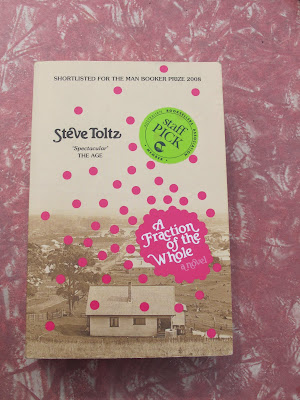 SHORTLISTED FOR THE MAN BOOKER PRIZE 2008
Steve Toltz
'Spectacular'
THE AGE
staff
PICK
A
Fraction
of the
Whole
a novel